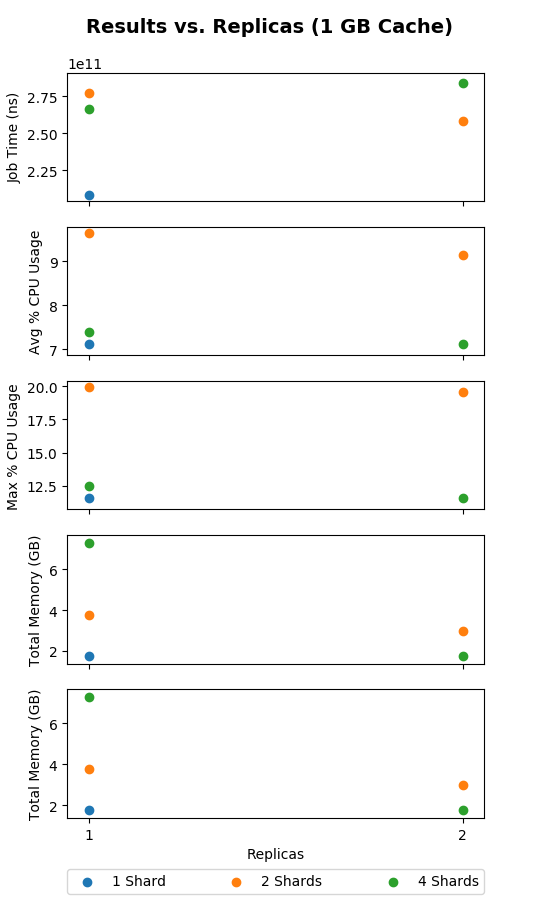 Results vs. Replicas (1 GB Cache)
1e11
Job Time (ns)
2.75
2.50
2.25
Avg % CPU Usage
9
8
7
Max % CPU Usage
20.0
17.5
15.0
12.5
Total Memory (GB)
6
4
2
Total Memory (GB)
6
4
2
1 2
Replicas
1 Shard 2 Shards 4 Shards